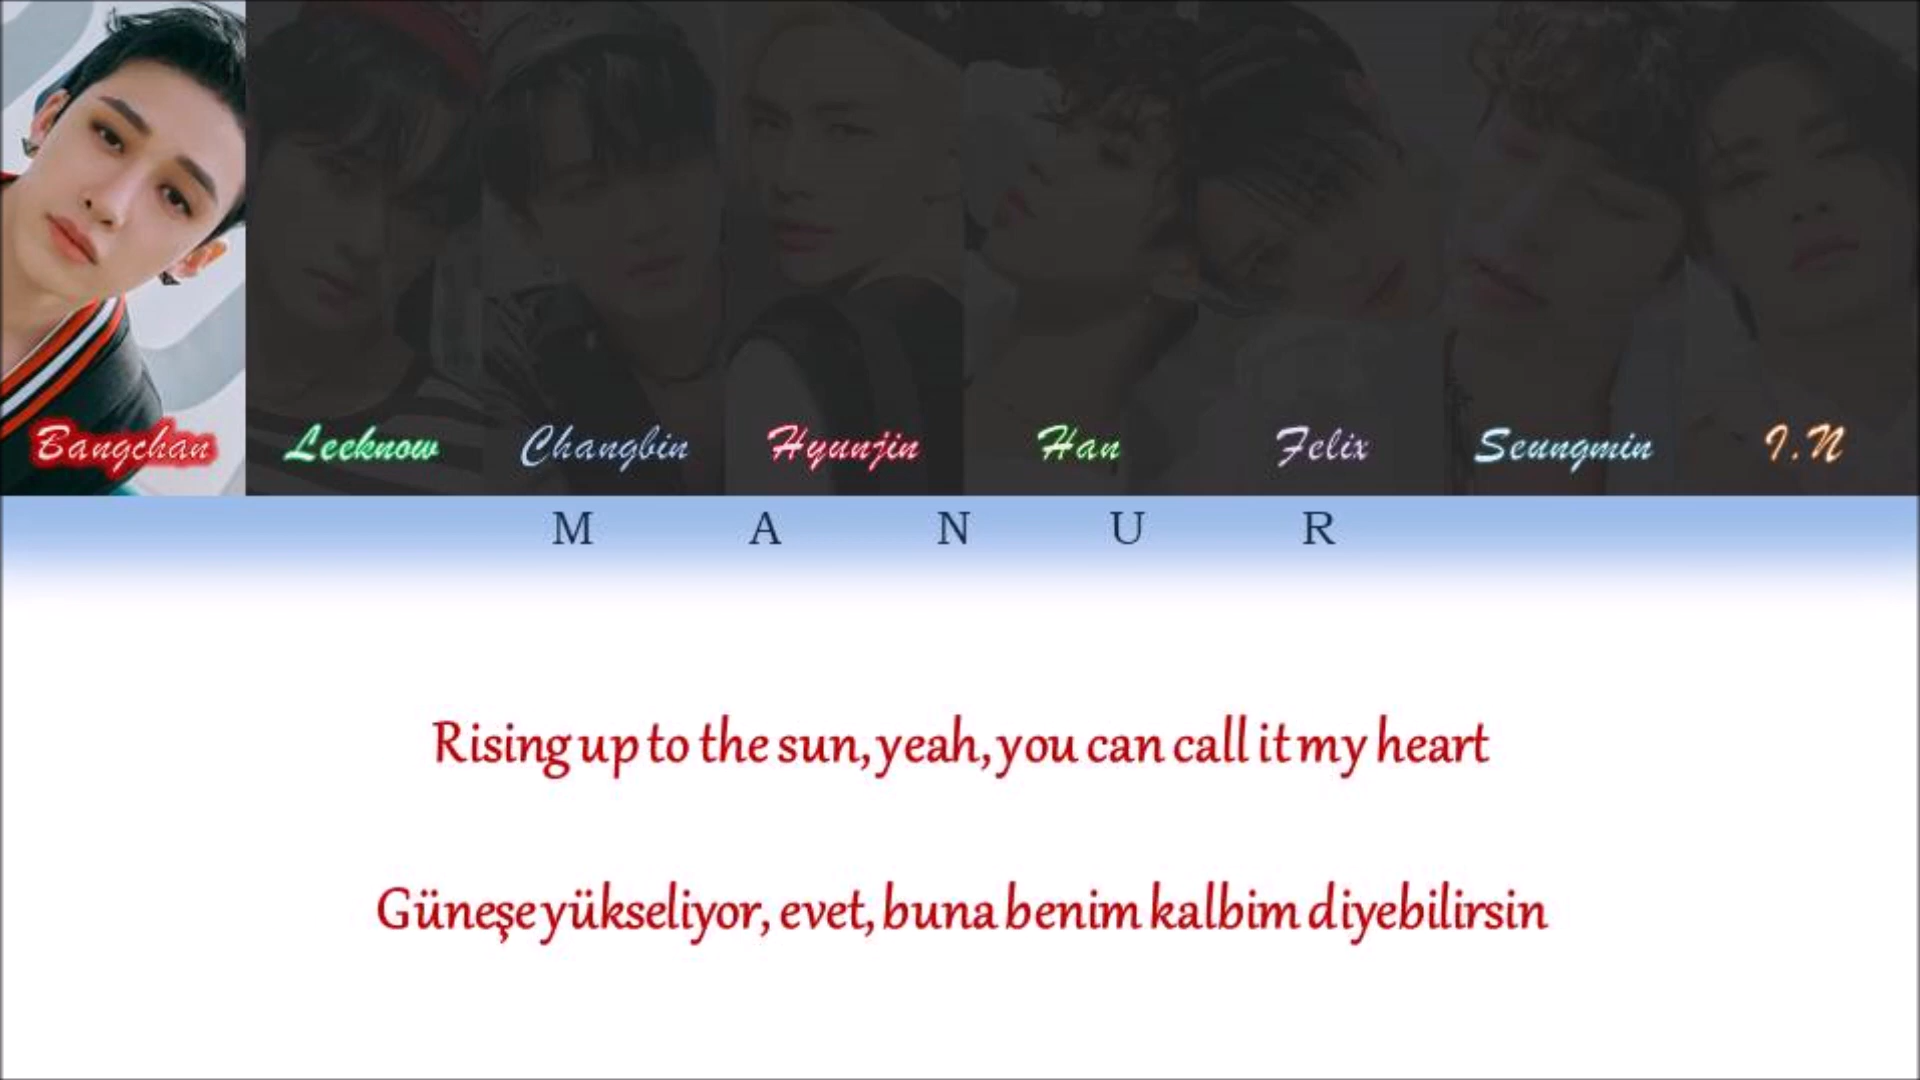 Bangchan Leeknow Changbin Hyunjin Han Felix Seungmin I.N
M A N U R
Rising up to the sun, yeah, you can call it my heart
Güneşe yükseliyor, evet, buna benim kalbim diyebilirsin